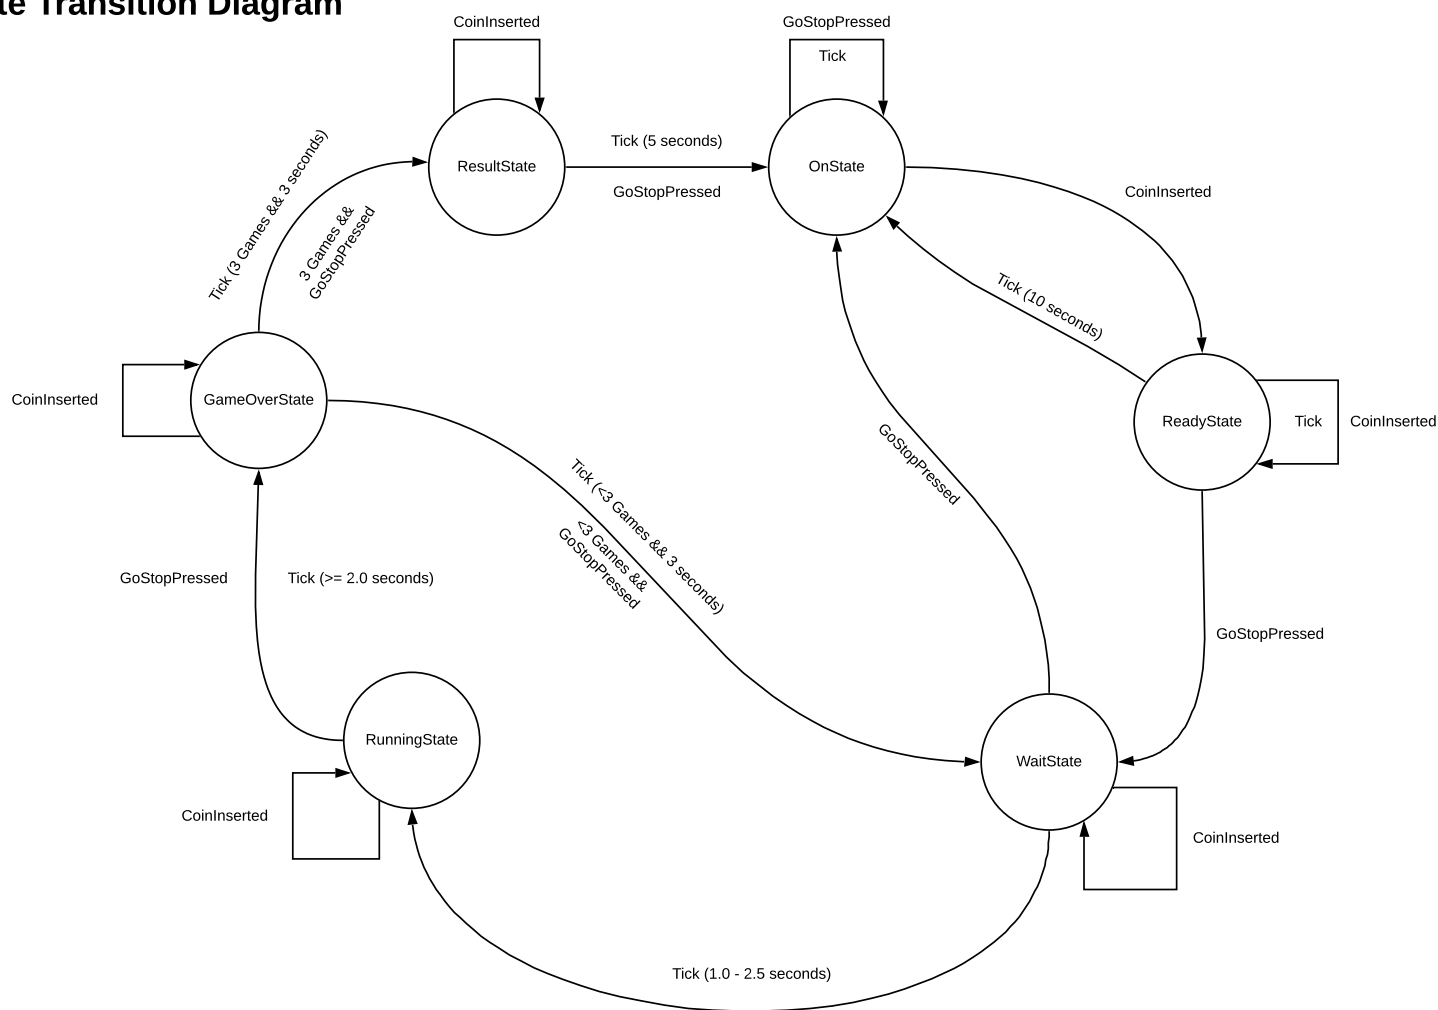 te Transition Diagram
CoinInserted
GoStopPressed
Tick
Tick (3 Games && 3 seconds)
3 Games &&
GoStopPressed
ResultState
Tick (5 seconds)
GoStopPressed
OnState
CoinInserted
Tick (10 seconds)
CoinInserted
GameOverState
GoStopPressed
ReadyState
Tick
CoinInserted
Tick (<3 Games && 3 seconds)
<3 Games &&
GoStopPressed
GoStopPressed
Tick (>= 2.0 seconds)
GoStopPressed
RunningState
WaitState
CoinInserted
CoinInserted
Tick (1.0 - 2.5 seconds)